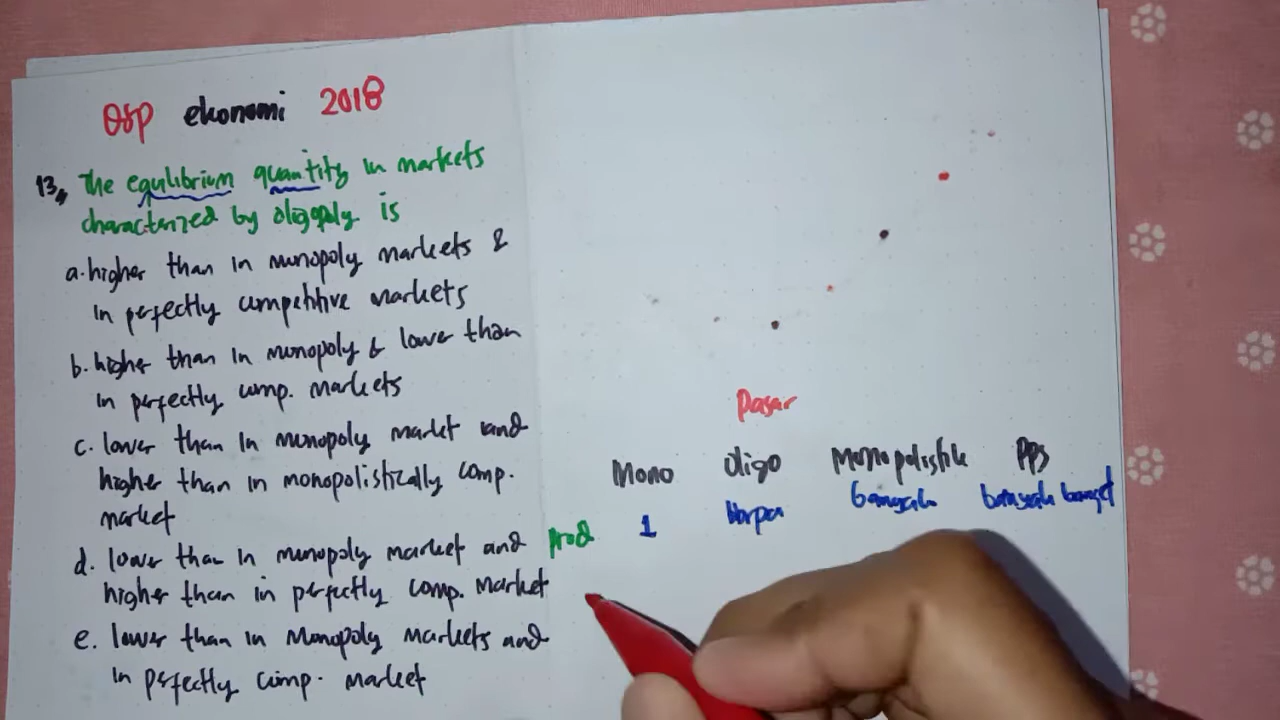 OSP ekonomi 2018
13, The equlibrium quantity in markets
characterized by oligopoly is
a. higher than in monopoly markets &
in perfectly competitive markets
b. higher than in monopoly & lower than
in perfectly comp. markets
c. lower than in monopoly market and
higher than in monopolistically comp.
market
d. lower than in monopoly market and
higher than in perfectly comp. market
e. lower than in monopoly markets and
in perfectly comp. market
pasar
Mono oligo Monopolistik PPS
prod 1 banyak banyak banget